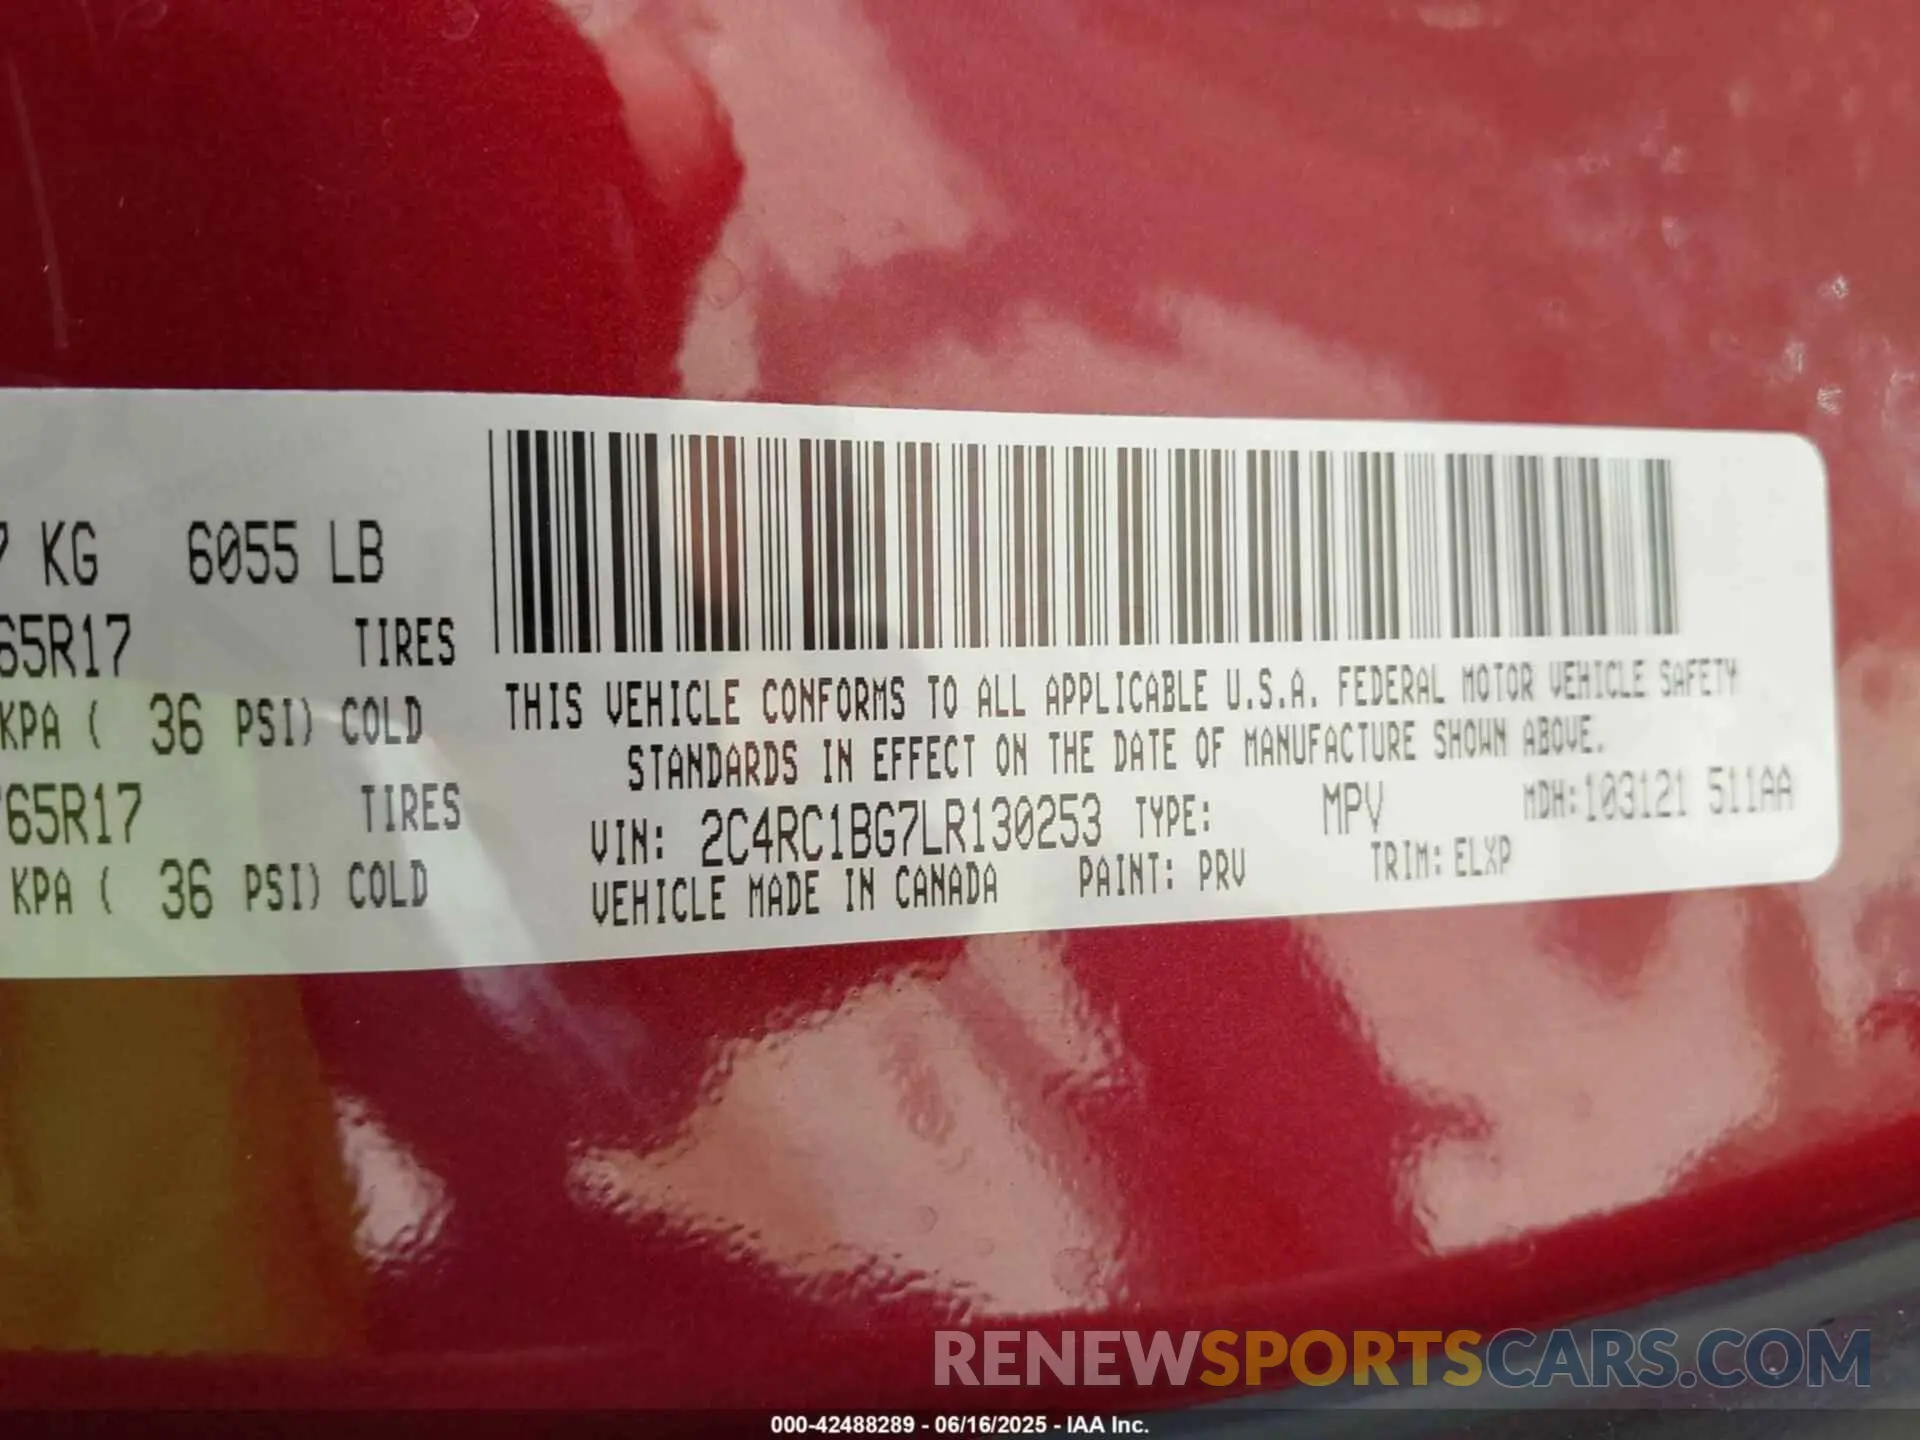 7 KG 6055 LB
65R17 TIRES
KPA ( 36 PSI) COLD
65R17 TIRES
KPA ( 36 PSI) COLD
THIS VEHICLE CONFORMS TO ALL APPLICABLE U.S.A. FEDERAL MOTOR VEHICLE SAFETY
STANDARDS IN EFFECT ON THE DATE OF MANUFACTURE SHOWN ABOVE.
VIN: 2C4RC1BG7LR130253 TYPE: MPV MDH:103121 511AA
VEHICLE MADE IN CANADA PAINT: PRV TRIM: ELXP
RENEWSPORTSCARS.COM
000-42488289 - 06/16/2025 - IAA Inc.